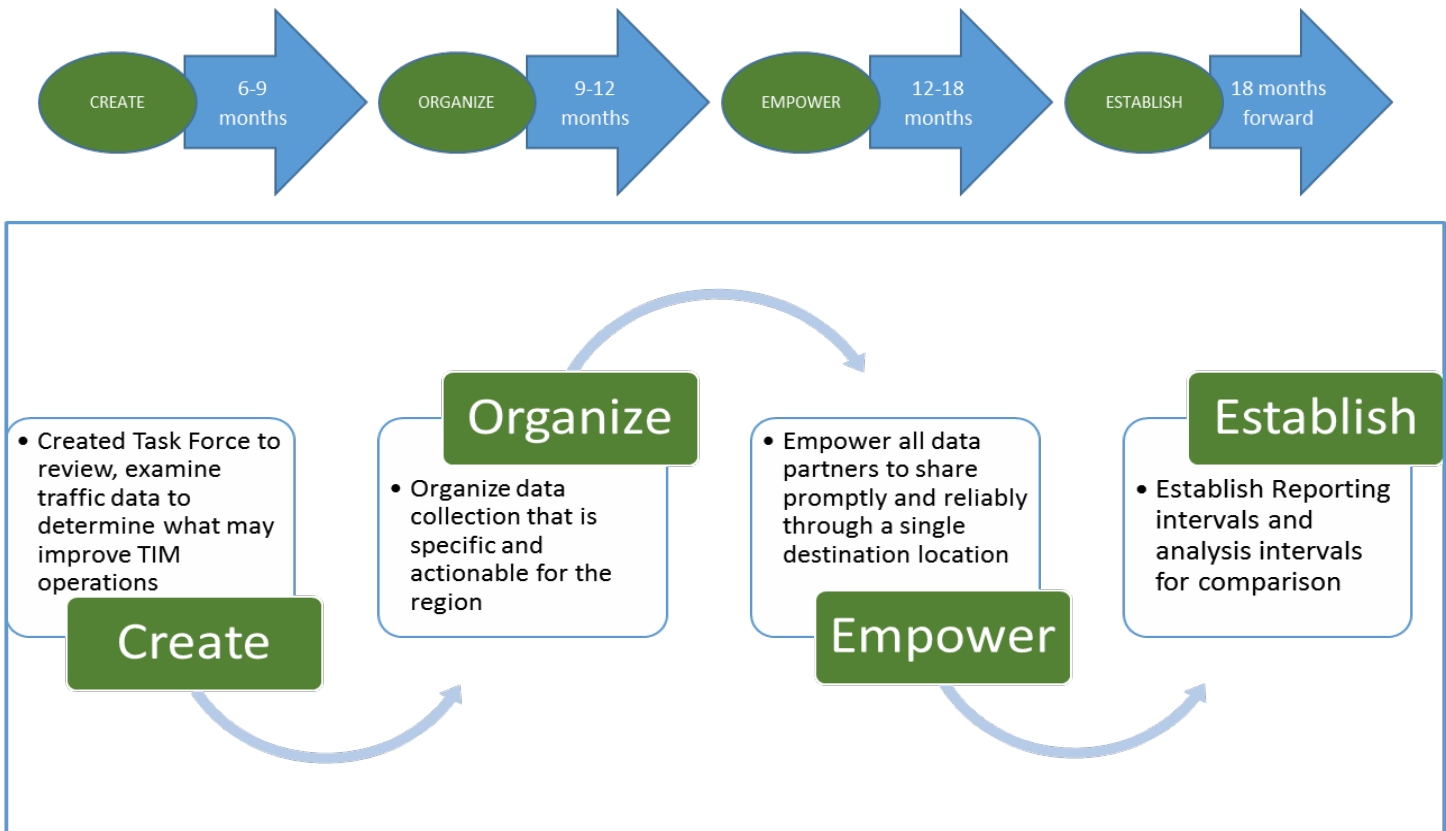 CREATE
6-9
months
ORGANIZE
9-12
months
EMPOWER
12-18
months
ESTABLISH
18 months
forward
• Created Task Force to
review, examine
traffic data to
determine what may
improve TIM
operations
Create
Organize
• Organize data
collection that is
specific and
actionable for the
region
• Empower all data
partners to share
promptly and reliably
through a single
destination location
Empower
Establish
• Establish Reporting
intervals and
analysis intervals
for comparison